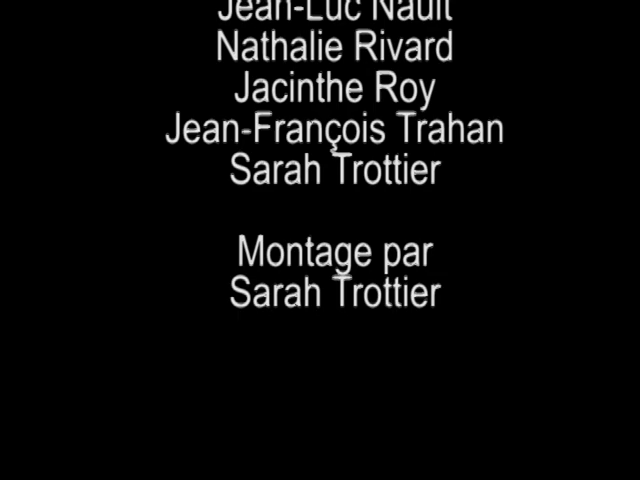 Jean-Luc Nault
Nathalie Rivard
Jacinthe Roy
Jean-François Trahan
Sarah Trottier
Montage par
Sarah Trottier